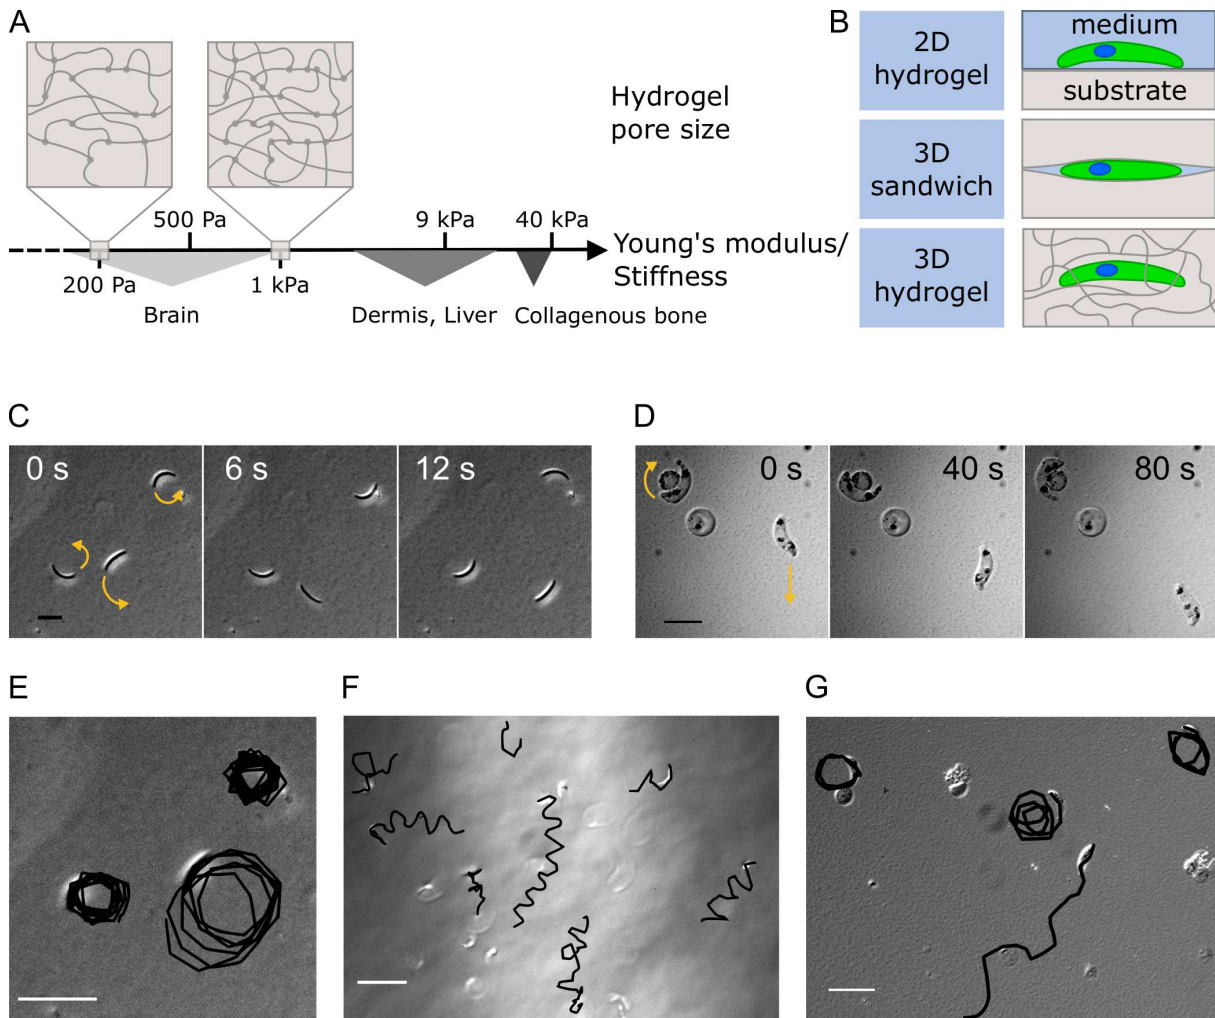 A
Hydrogel
pore size
500 Pa
9 kPa
40 kPa
Young's modulus/
Stiffness
200 Pa
1 kPa
Brain
Dermis, Liver
Collagenous bone
B
2D
hydrogel
medium
substrate
3D
sandwich
3D
hydrogel
C
0 s
6 s
12 s
D
0 s
40 s
80 s
E
F
G